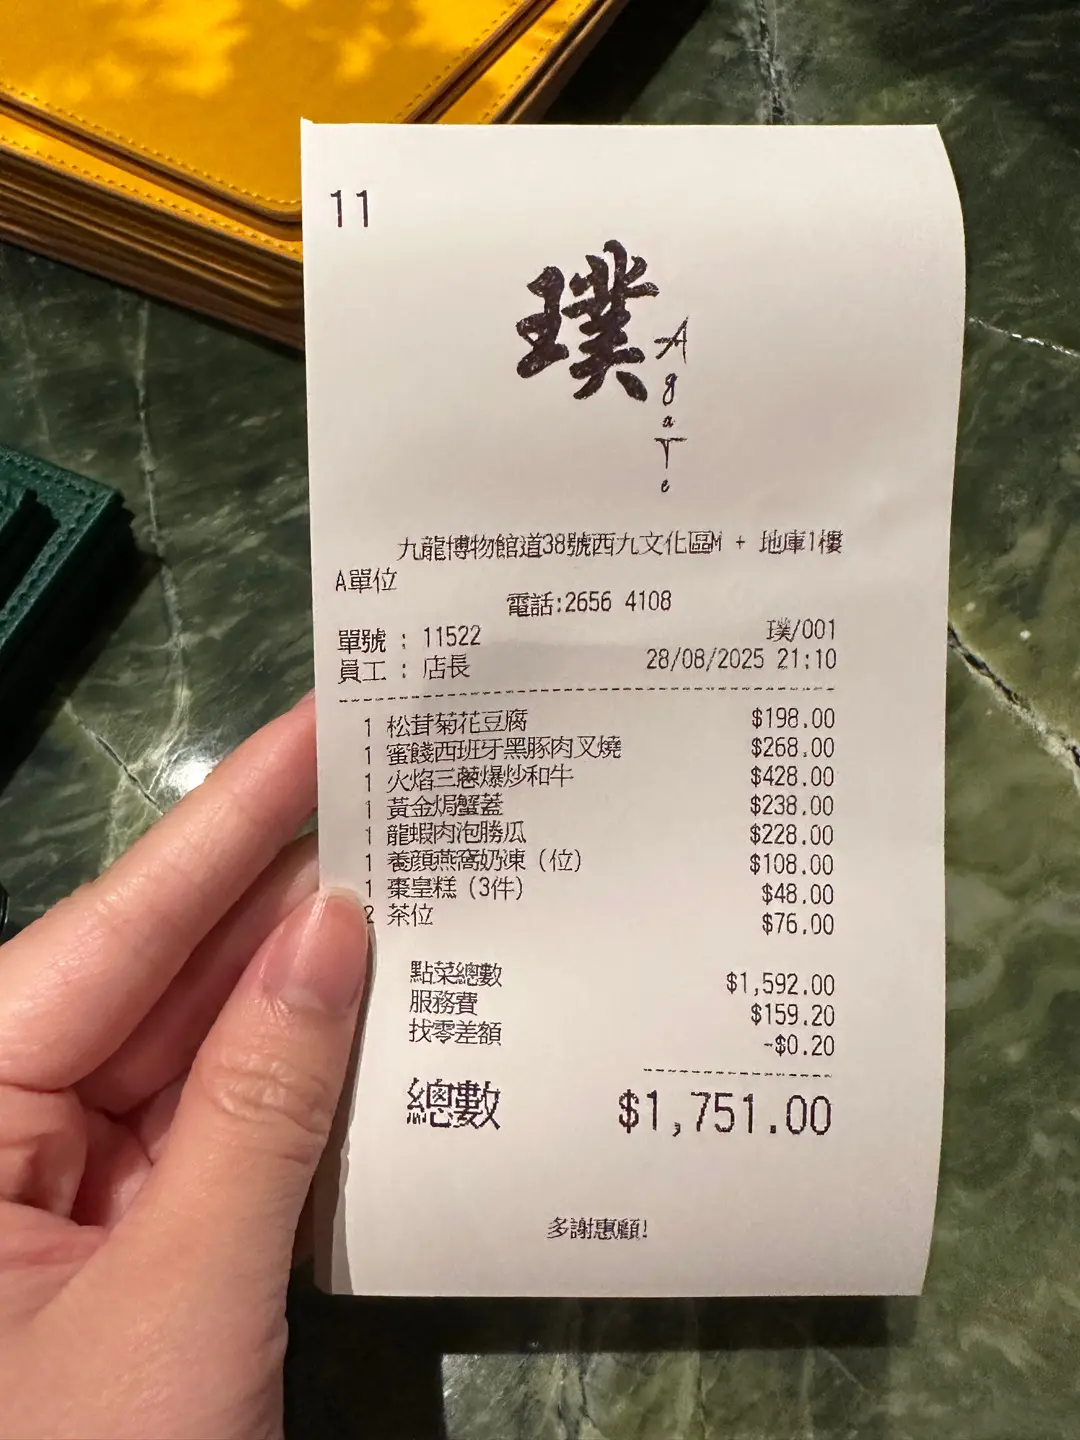 11
璞
AgaTe
九龍博物館道38號西九文化區M + 地庫1樓
A單位
電話:2656 4108
單號 : 11522 璞/001
員工 : 店長 28/08/2025 21:10
1 松茸菊花豆腐 $198.00
1 蜜餞西班牙黑豚肉叉燒 $268.00
1 火焰三蔥爆炒和牛 $428.00
1 黃金焗蟹蓋 $238.00
1 龍蝦肉泡勝瓜 $228.00
1 養顏燕窩奶凍 (位) $108.00
1 棗皇糕 (3件) $48.00
2 茶位 $76.00
點菜總數 $1,592.00
服務費 $159.20
找零差額 -$0.20
總數 $1,751.00
多謝惠顧!